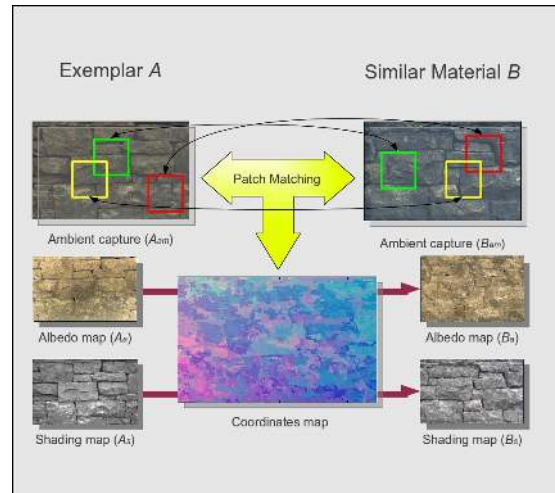 Exemplar A
Similar Material B
Patch Matching
Ambient capture (Aam)
Ambient capture (Bam)
Albedo map (Aa)
Albedo map (Ba)
Coordinates map
Shading map (As)
Shading map (Bs)